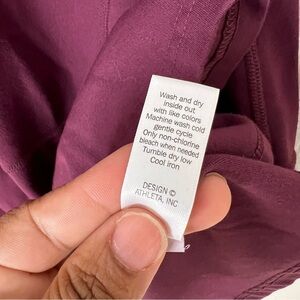 Wash and dry
inside out
with like colors
Machine wash cold
gentle cycle
Only non-chlorine
bleach when needed
Tumble dry low
Cool iron
DESIGN ©
ATHLETA, INC